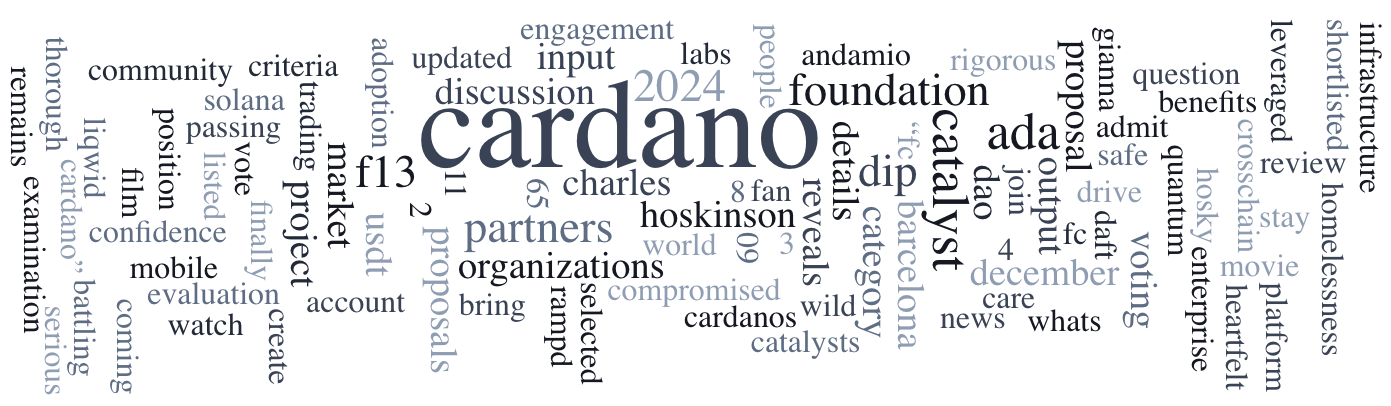 remains
thorough
examination
serious
liqwid
cardano”
battling
community
coming
film
confidence
mobile
position
watch
evaluation
solana
passing
listed
vote
criteria
finally
create
trading
project
market
account
adoption
usdt
f13
2
updated
proposals
11
engagement
input
discussion
2024
labs
cardano
65
charles
partners
organizations
bring
rampd
selected
hoskinson
world
compromised
8
fan
09
3
people
cardanos
catalysts
wild
reveals
andamio
foundation
details
dip
category
“fc
barcelona
catalyst
rigorous
ada
dao
join
output
4
december
care
news
whats
fc
proposal
gianna
admit
safe
drive
daft
voting
question
benefits
quantum
enterprise
hosky
crosschain
review
stay
movie
heartfelt
platform
leveraged
shortlisted
infrastructure
homelessness